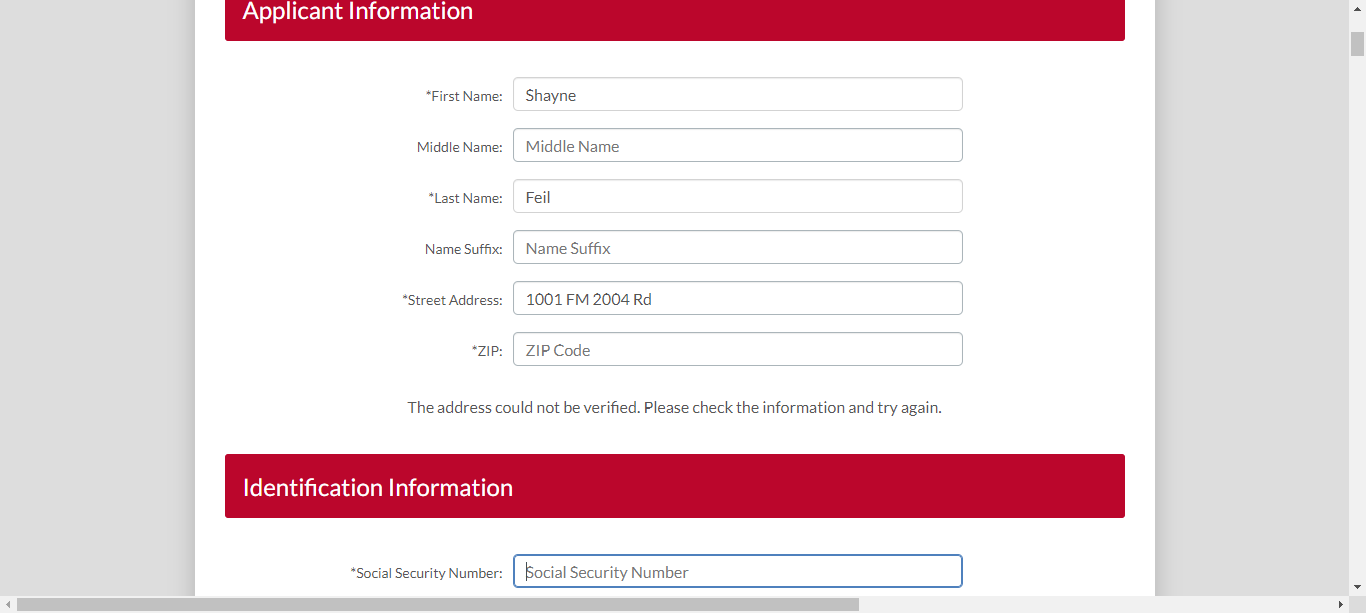 Applicant Information
*First Name: Shayne
Middle Name: Middle Name
*Last Name: Feil
Name Suffix: Name Suffix
*Street Address: 1001 FM 2004 Rd
*ZIP: ZIP Code
The address could not be verified. Please check the information and try again.
Identification Information
*Social Security Number: Social Security Number